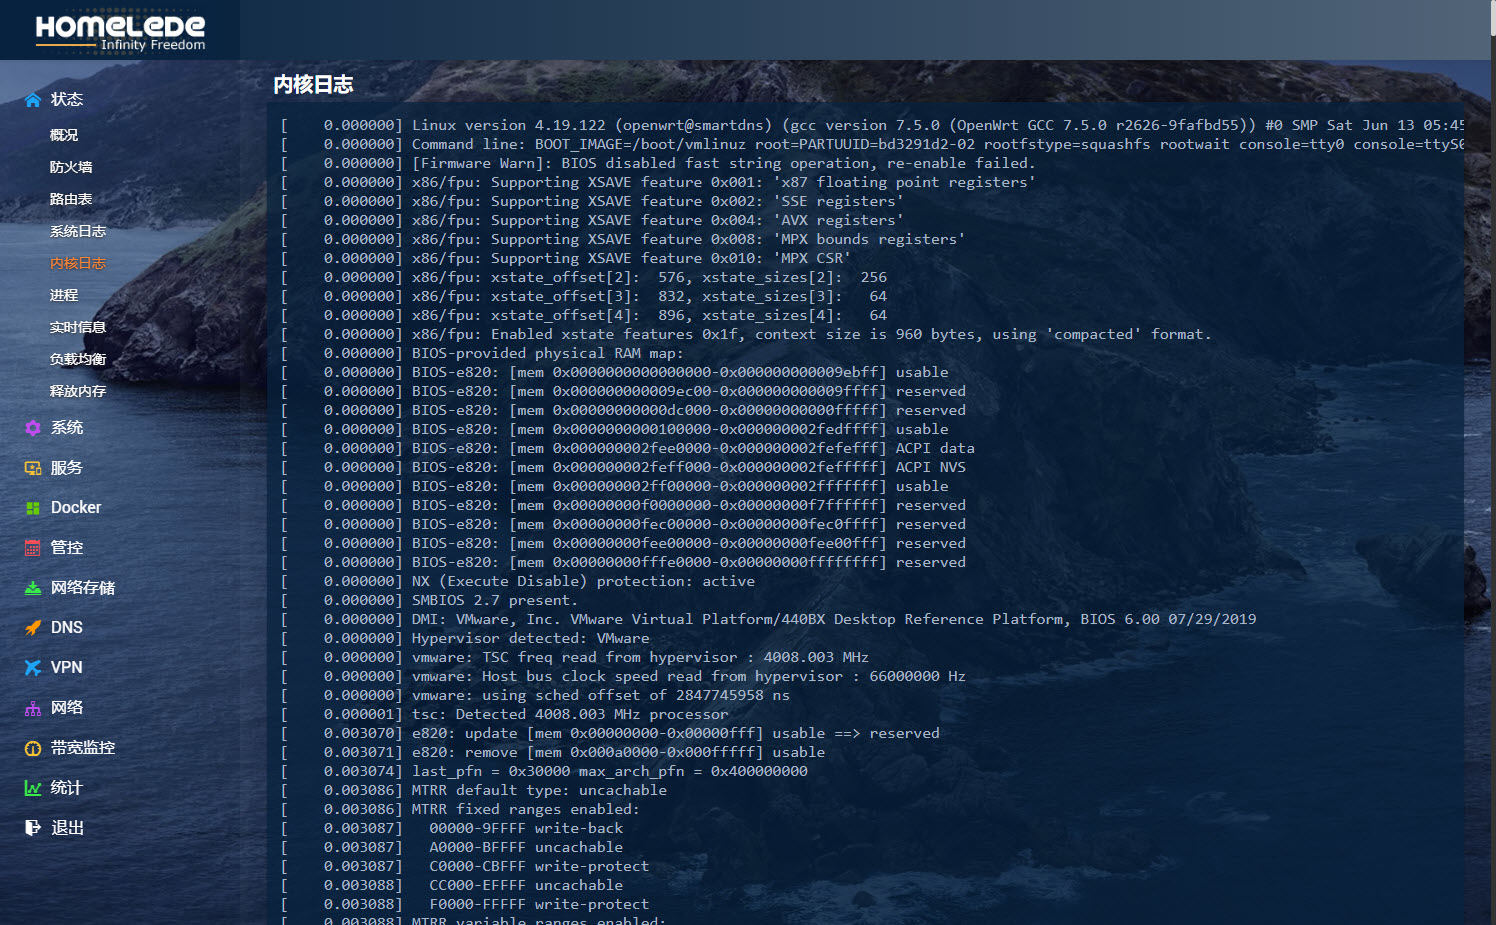 HOMELEDE
Infinity Freedom
状态
概况
防火墙
路由表
系统日志
内核日志
进程
实时信息
负载均衡
释放内存
系统
服务
Docker
管控
网络存储
DNS
VPN
网络
带宽监控
统计
退出
内核日志
[    0.000000] Linux version 4.19.122 (openwrt@smartdns) (gcc version 7.5.0 (OpenWrt GCC 7.5.0 r2626-9fafbd55)) #0 SMP Sat Jun 13 05:45
[    0.000000] Command line: BOOT_IMAGE=/boot/vmlinuz root=PARTUUID=bd3291d2-02 rootfstype=squashfs rootwait console=tty0 console=ttyS0
[    0.000000] [Firmware Warn]: BIOS disabled fast string operation, re-enable failed.
[    0.000000] x86/fpu: Supporting XSAVE feature 0x001: 'x87 floating point registers'
[    0.000000] x86/fpu: Supporting XSAVE feature 0x002: 'SSE registers'
[    0.000000] x86/fpu: Supporting XSAVE feature 0x004: 'AVX registers'
[    0.000000] x86/fpu: Supporting XSAVE feature 0x008: 'MPX bounds registers'
[    0.000000] x86/fpu: Supporting XSAVE feature 0x010: 'MPX CSR'
[    0.000000] x86/fpu: xstate_offset[2]:  576, xstate_sizes[2]:  256
[    0.000000] x86/fpu: xstate_offset[3]:  832, xstate_sizes[3]:   64
[    0.000000] x86/fpu: xstate_offset[4]:  896, xstate_sizes[4]:   64
[    0.000000] x86/fpu: Enabled xstate features 0x1f, context size is 960 bytes, using 'compacted' format.
[    0.000000] BIOS-provided physical RAM map:
[    0.000000] BIOS-e820: [mem 0x0000000000000000-0x000000000009ebff] usable
[    0.000000] BIOS-e820: [mem 0x000000000009ec00-0x000000000009ffff] reserved
[    0.000000] BIOS-e820: [mem 0x00000000000dc000-0x00000000000fffff] reserved
[    0.000000] BIOS-e820: [mem 0x0000000000100000-0x000000002fedffff] usable
[    0.000000] BIOS-e820: [mem 0x000000002fee0000-0x000000002fefefff] ACPI data
[    0.000000] BIOS-e820: [mem 0x000000002feff000-0x000000002fefffff] ACPI NVS
[    0.000000] BIOS-e820: [mem 0x000000002ff00000-0x000000002fffffff] usable
[    0.000000] BIOS-e820: [mem 0x00000000f0000000-0x00000000f7ffffff] reserved
[    0.000000] BIOS-e820: [mem 0x00000000fec00000-0x00000000fec0ffff] reserved
[    0.000000] BIOS-e820: [mem 0x00000000fee00000-0x00000000fee00fff] reserved
[    0.000000] BIOS-e820: [mem 0x00000000fffe0000-0x00000000ffffffff] reserved
[    0.000000] NX (Execute Disable) protection: active
[    0.000000] SMBIOS 2.7 present.
[    0.000000] DMI: VMware, Inc. VMware Virtual Platform/440BX Desktop Reference Platform, BIOS 6.00 07/29/2019
[    0.000000] Hypervisor detected: VMware
[    0.000000] vmware: TSC freq read from hypervisor : 4008.003 MHz
[    0.000000] vmware: Host bus clock speed read from hypervisor : 66000000 Hz
[    0.000000] vmware: using sched offset of 2847745958 ns
[    0.000001] tsc: Detected 4008.003 MHz processor
[    0.003070] e820: update [mem 0x00000000-0x00000fff] usable ==> reserved
[    0.003071] e820: remove [mem 0x000a0000-0x000fffff] usable
[    0.003074] last_pfn = 0x30000 max_arch_pfn = 0x400000000
[    0.003086] MTRR default type: uncachable
[    0.003086] MTRR fixed ranges enabled:
[    0.003087]   00000-9FFFF write-back
[    0.003087]   A0000-BFFFF uncachable
[    0.003087]   C0000-CBFFF write-protect
[    0.003088]   CC000-EFFFF uncachable
[    0.003088]   F0000-FFFFF write-protect
[    0.003088] MTRR variable ranges enabled: